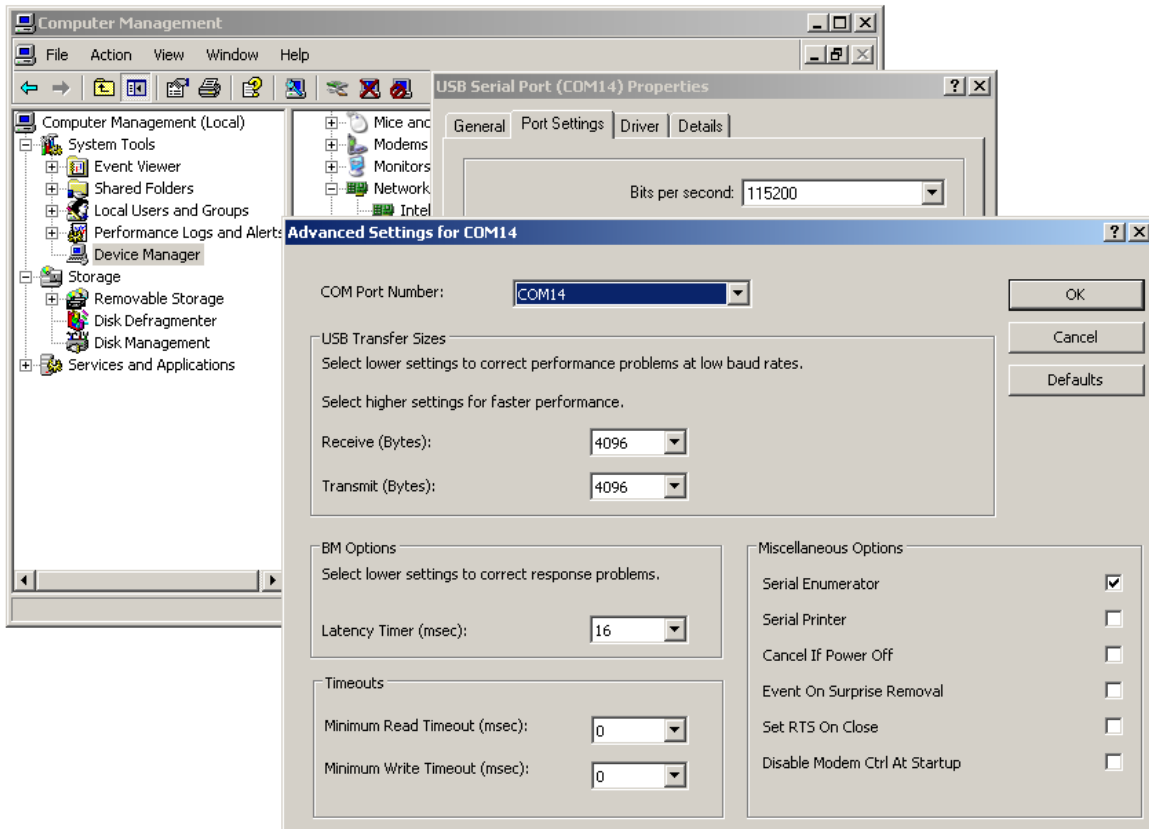 Computer Management
File Action View Window Help
USB Serial Port (COM14) Properties
General Port Settings Driver Details
Bits per second: 115200
Computer Management (Local)
System Tools
Event Viewer
Shared Folders
Local Users and Groups
Performance Logs and Alerts
Device Manager
Storage
Removable Storage
Disk Defragmenter
Disk Management
Services and Applications
Mice and
Modems
Monitors
Network
Intel
Advanced Settings for COM14
COM Port Number: COM14
OK
Cancel
Defaults
USB Transfer Sizes
Select lower settings to correct performance problems at low baud rates.
Select higher settings for faster performance.
Receive (Bytes): 4096
Transmit (Bytes): 4096
BM Options
Select lower settings to correct response problems.
Latency Timer (msec): 16
Timeouts
Minimum Read Timeout (msec): 0
Minimum Write Timeout (msec): 0
Miscellaneous Options
Serial Enumerator
Serial Printer
Cancel If Power Off
Event On Surprise Removal
Set RTS On Close
Disable Modem Ctrl At Startup